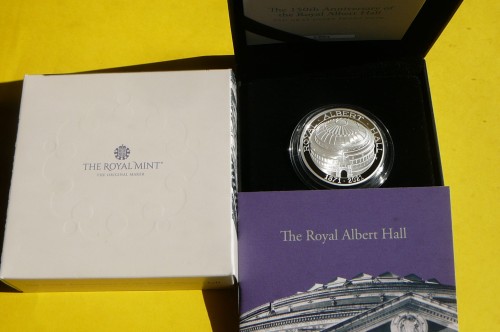 The 150th Anniversary of
the Royal Albert Hall
ROYAL · ALBERT · HALL
1871 · 2021
THE ROYAL MINT®
THE ORIGINAL MAKER
The Royal Albert Hall